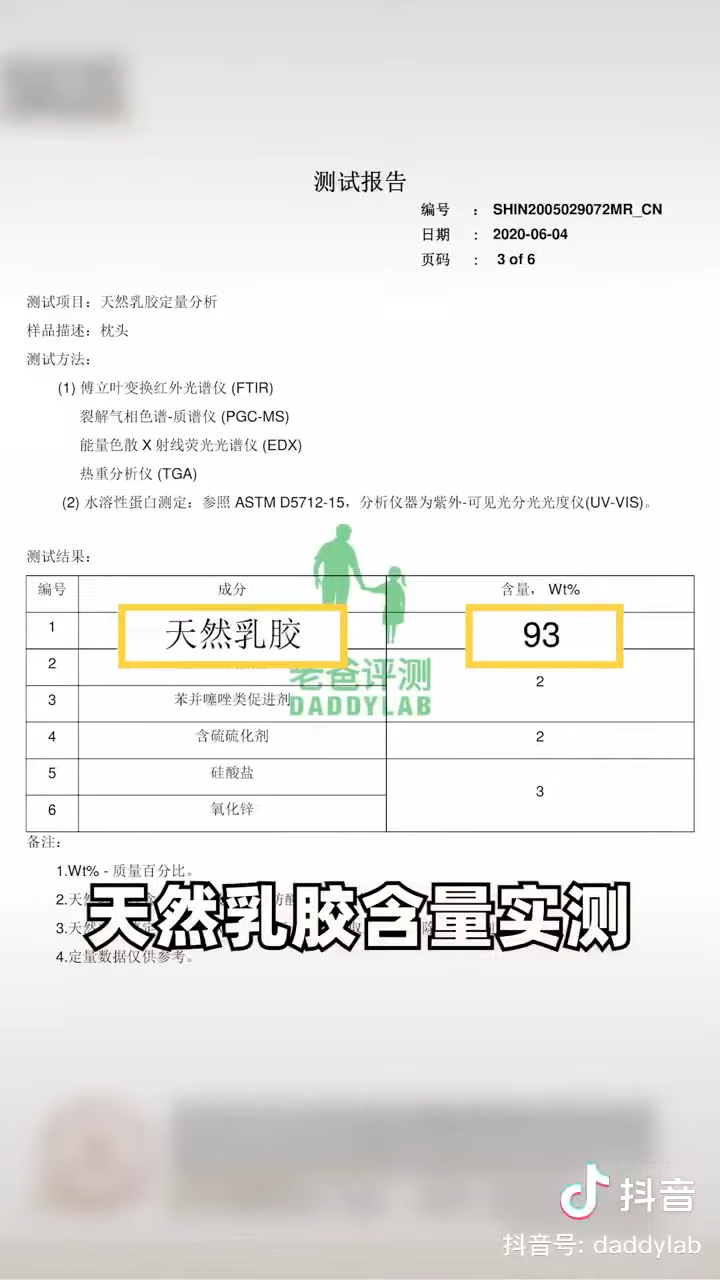 测试报告
编号 : SHIN2005029072MR_CN
日期 : 2020-06-04
页码 : 3 of 6
测试项目：天然乳胶定量分析
样品描述：枕头
测试方法：
(1) 傅立叶变换红外光谱仪 (FTIR)
裂解气相色谱-质谱仪 (PGC-MS)
能量色散 X 射线荧光光谱仪 (EDX)
热重分析仪 (TGA)
(2) 水溶性蛋白测定：参照 ASTM D5712-15，分析仪器为紫外-可见光分光光度仪(UV-VIS)。
测试结果：
编号 成分 含量，Wt%
1 天然乳胶 93
2
2
3 苯并噻唑类促进剂
老爸评测
DADDYLAB
4 含硫硫化剂 2
5 硅酸盐
3
6 氧化锌
备注：
1.Wt% - 质量百分比。
2.天
3.天
天然乳胶含量实测
4.定量数据仅供参考。
抖音
抖音号: daddylab